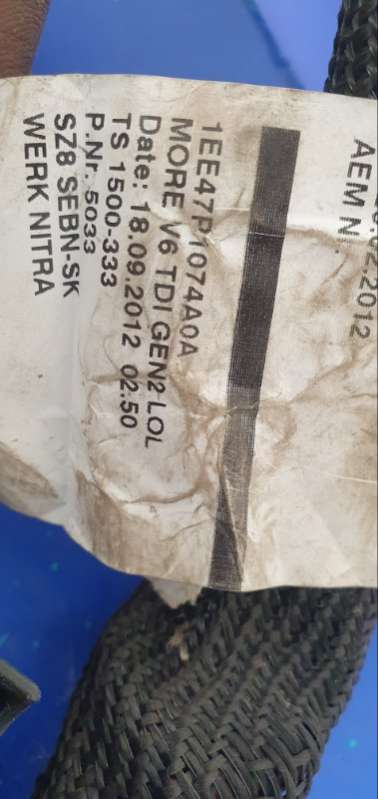 .02.2012
AEM N
1EE47P1074A0A
MORE V6 TDI GEN2 LOL
Date: 18.09.2012 02:50
TS 1500-333
P.Nr. 5033
SZ8 SEBN-SK
WERK NITRA